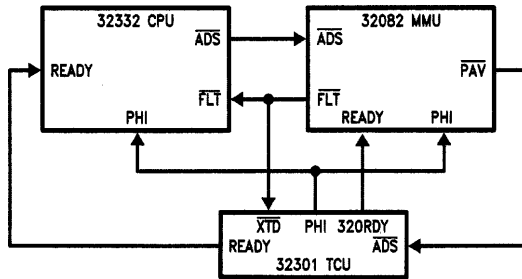 32332 CPU
32082 MMU
ADS
ADS
READY
PAV
FLT
FLT
PHI
READY
PHI
XTD
PHI
320RDY
READY
ADS
32301 TCU